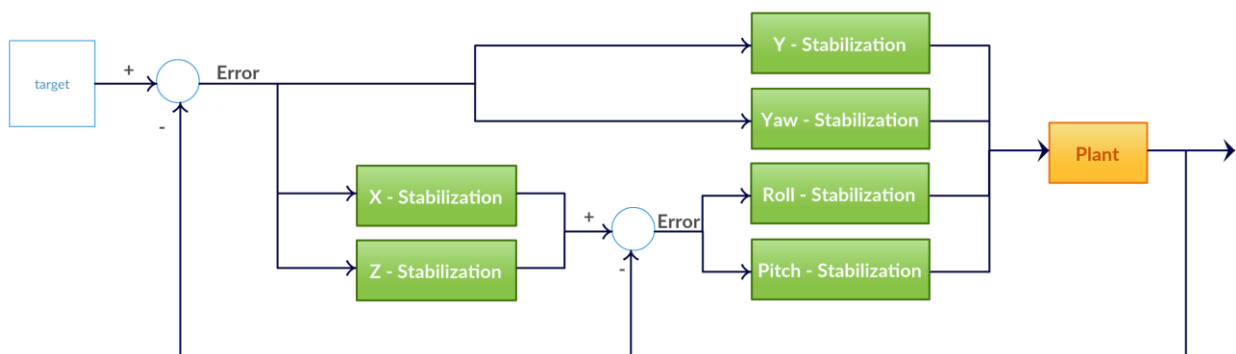 Y - Stabilization
target
+
Error
-
Yaw - Stabilization
Plant
X - Stabilization
+
Error
Roll - Stabilization
Z - Stabilization
-
Pitch - Stabilization